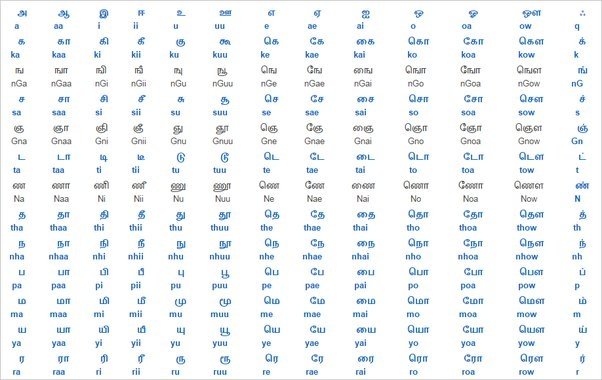 அ ஆ இ ஈ உ ஊ எ ஏ ஐ ஒ ஓ ஔ ஃ
a aa i ii u uu e ae ai o oa ow q
க கா கி கீ கு கூ கெ கே கை கொ கோ கௌ க்
ka kaa ki kii ku kuu ke kae kai ko koa kow k
ங ஙா ஙி ஙீ ஙு ஙூ ஙெ ஙே ஙை ஙொ ஙோ ஙௌ ங்
nGa nGaa nGi nGii nGu nGuu nGe nGae nGai nGo nGoa nGow nG
ச சா சி சீ சு சூ செ சே சை சொ சோ சௌ ச்
sa saa si sii su suu se sae sai so soa sow s
ஞ ஞா ஞி ஞீ ஞு ஞூ ஞெ ஞே ஞை ஞொ ஞோ ஞௌ ஞ்
Gna Gnaa Gni Gnii Gnu Gnuu Gne Gnae Gnai Gno Gnoa Gnow Gn
ட டா டி டீ டு டூ டெ டே டை டொ டோ டௌ ட்
ta taa ti tii tu tuu te tae tai to toa tow t
ண ணா ணி ணீ ணு ணூ ணெ ணே ணை ணொ ணோ ணௌ ண்
Na Naa Ni Nii Nu Nuu Ne Nae Nai No Noa Now N
த தா தி தீ து தூ தெ தே தை தொ தோ தௌ த்
tha thaa thi thii thu thuu the thae thai tho thoa thow th
ந நா நி நீ நு நூ நெ நே நை நொ நோ நௌ ந்
nha nhaa nhi nhii nhu nhuu nhe nhae nhai nho nhoa nhow nh
ப பா பி பீ பு பூ பெ பே பை பொ போ பௌ ப்
pa paa pi pii pu puu pe pae pai po poa pow p
ம மா மி மீ மு மூ மெ மே மை மொ மோ மௌ ம்
ma maa mi mii mu muu me mae mai mo moa mow m
ய யா யி யீ யு யூ யெ யே யை யொ யோ யௌ ய்
ya yaa yi yii yu yuu ye yae yai yo yoa yow y
ர ரா ரி ரீ ரு ரூ ரெ ரே ரை ரொ ரோ ரௌ ர்
ra raa ri rii ru ruu re rae rai ro roa row r